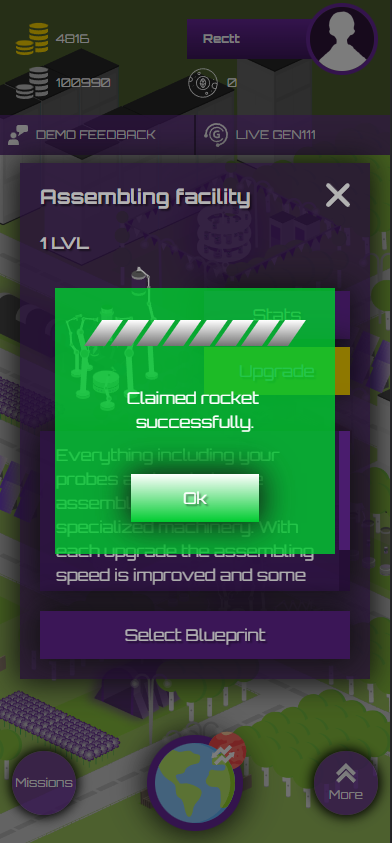 4816
Rectt
100990
0
DEMO FEEDBACK
LIVE GEN111
Assembling facility
1 LVL
Stats
Upgrade
Claimed rocket
successfully.
Everything including your
probes
assemb
Ok
specialized machinery. With
each upgrade the assembling
speed is improved and some
Select Blueprint
Missions
More